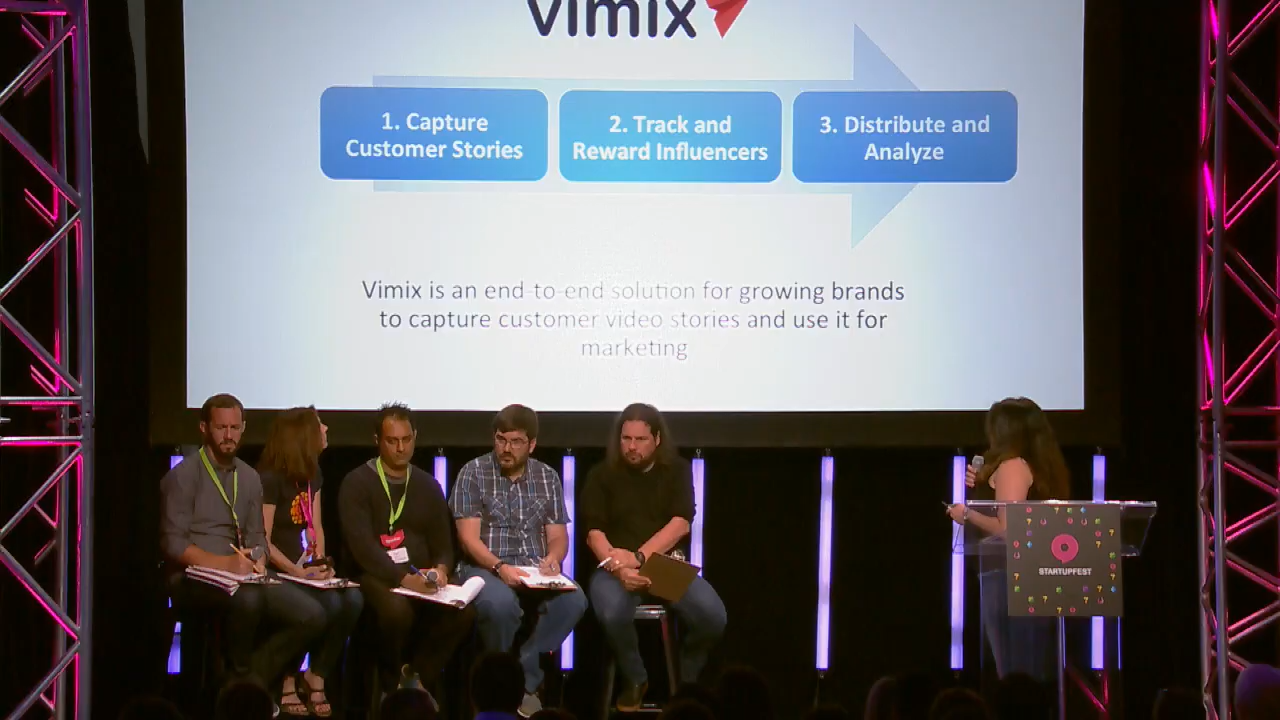 vimix
1. Capture
Customer Stories
2. Track and
Reward Influencers
3. Distribute and
Analyze
Vimix is an end-to-end solution for growing brands
to capture customer video stories and use it for
marketing
STARTUPFEST